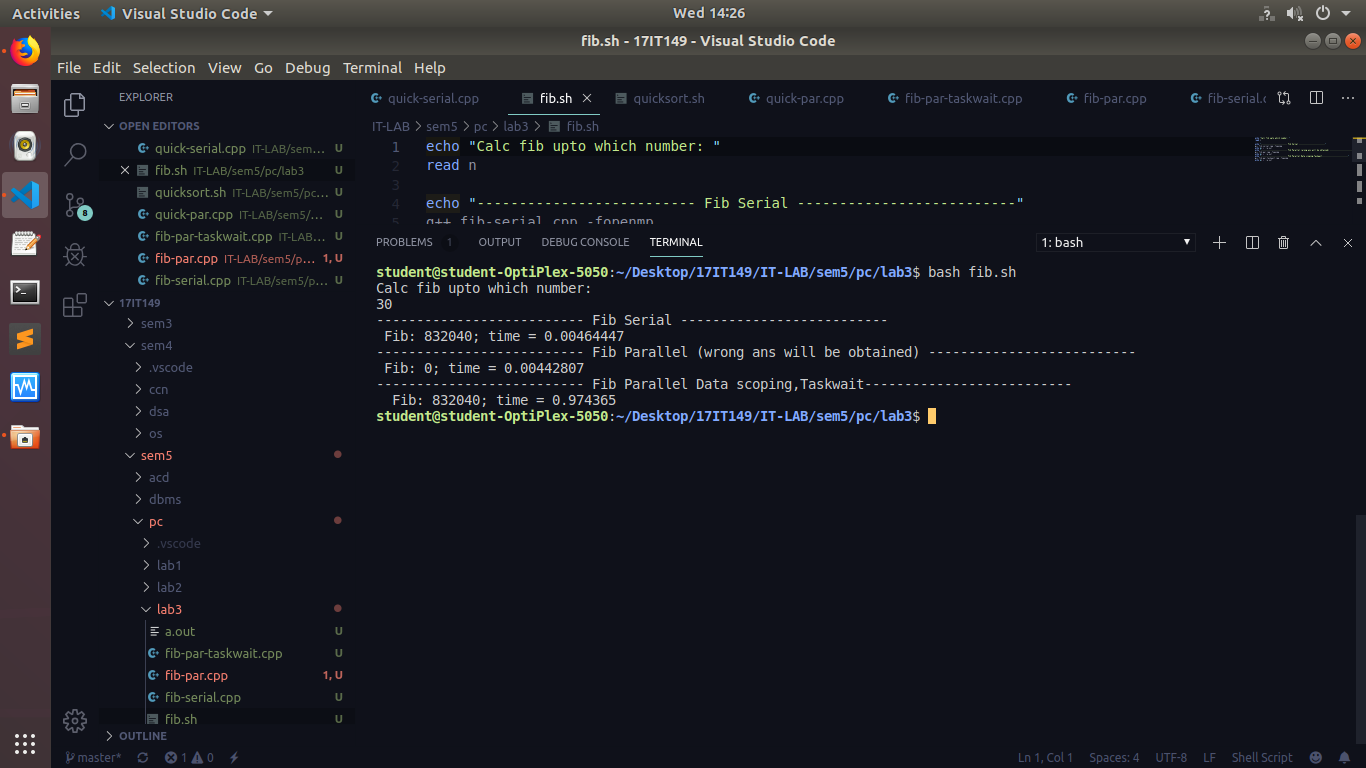 Activities Visual Studio Code Wed 14:26
fib.sh - 17IT149 - Visual Studio Code
File Edit Selection View Go Debug Terminal Help
EXPLORER
OPEN EDITORS
quick-serial.cpp IT-LAB/sem... U
fib.sh IT-LAB/sem5/pc/lab3 U
quicksort.sh IT-LAB/sem5/pc... U
quick-par.cpp IT-LAB/sem5/... U
fib-par-taskwait.cpp IT-LAB... U
fib-par.cpp IT-LAB/sem5/p... 1, U
fib-serial.cpp IT-LAB/sem5/p... U
17IT149
sem3
sem4
.vscode
ccn
dsa
os
sem5
acd
dbms
pc
.vscode
lab1
lab2
lab3
a.out U
fib-par-taskwait.cpp U
fib-par.cpp 1, U
fib-serial.cpp U
fib.sh U
OUTLINE
8
quick-serial.cpp fib.sh quicksort.sh quick-par.cpp fib-par-taskwait.cpp fib-par.cpp fib-serial.c
IT-LAB > sem5 > pc > lab3 > fib.sh
1 echo "Calc fib upto which number: "
2 read n
3
4 echo "-------------------------- Fib Serial --------------------------"
5 g++ fib-serial.cpp -fopenmp
PROBLEMS 1 OUTPUT DEBUG CONSOLE TERMINAL 1: bash
student@student-OptiPlex-5050:~/Desktop/17IT149/IT-LAB/sem5/pc/lab3$ bash fib.sh
Calc fib upto which number:
30
-------------------------- Fib Serial --------------------------
Fib: 832040; time = 0.00464447
-------------------------- Fib Parallel (wrong ans will be obtained) --------------------------
Fib: 0; time = 0.00442807
-------------------------- Fib Parallel Data scoping,Taskwait--------------------------
Fib: 832040; time = 0.974365
student@student-OptiPlex-5050:~/Desktop/17IT149/IT-LAB/sem5/pc/lab3$
master* 1 0 Ln 1, Col 1 Spaces: 4 UTF-8 LF Shell Script